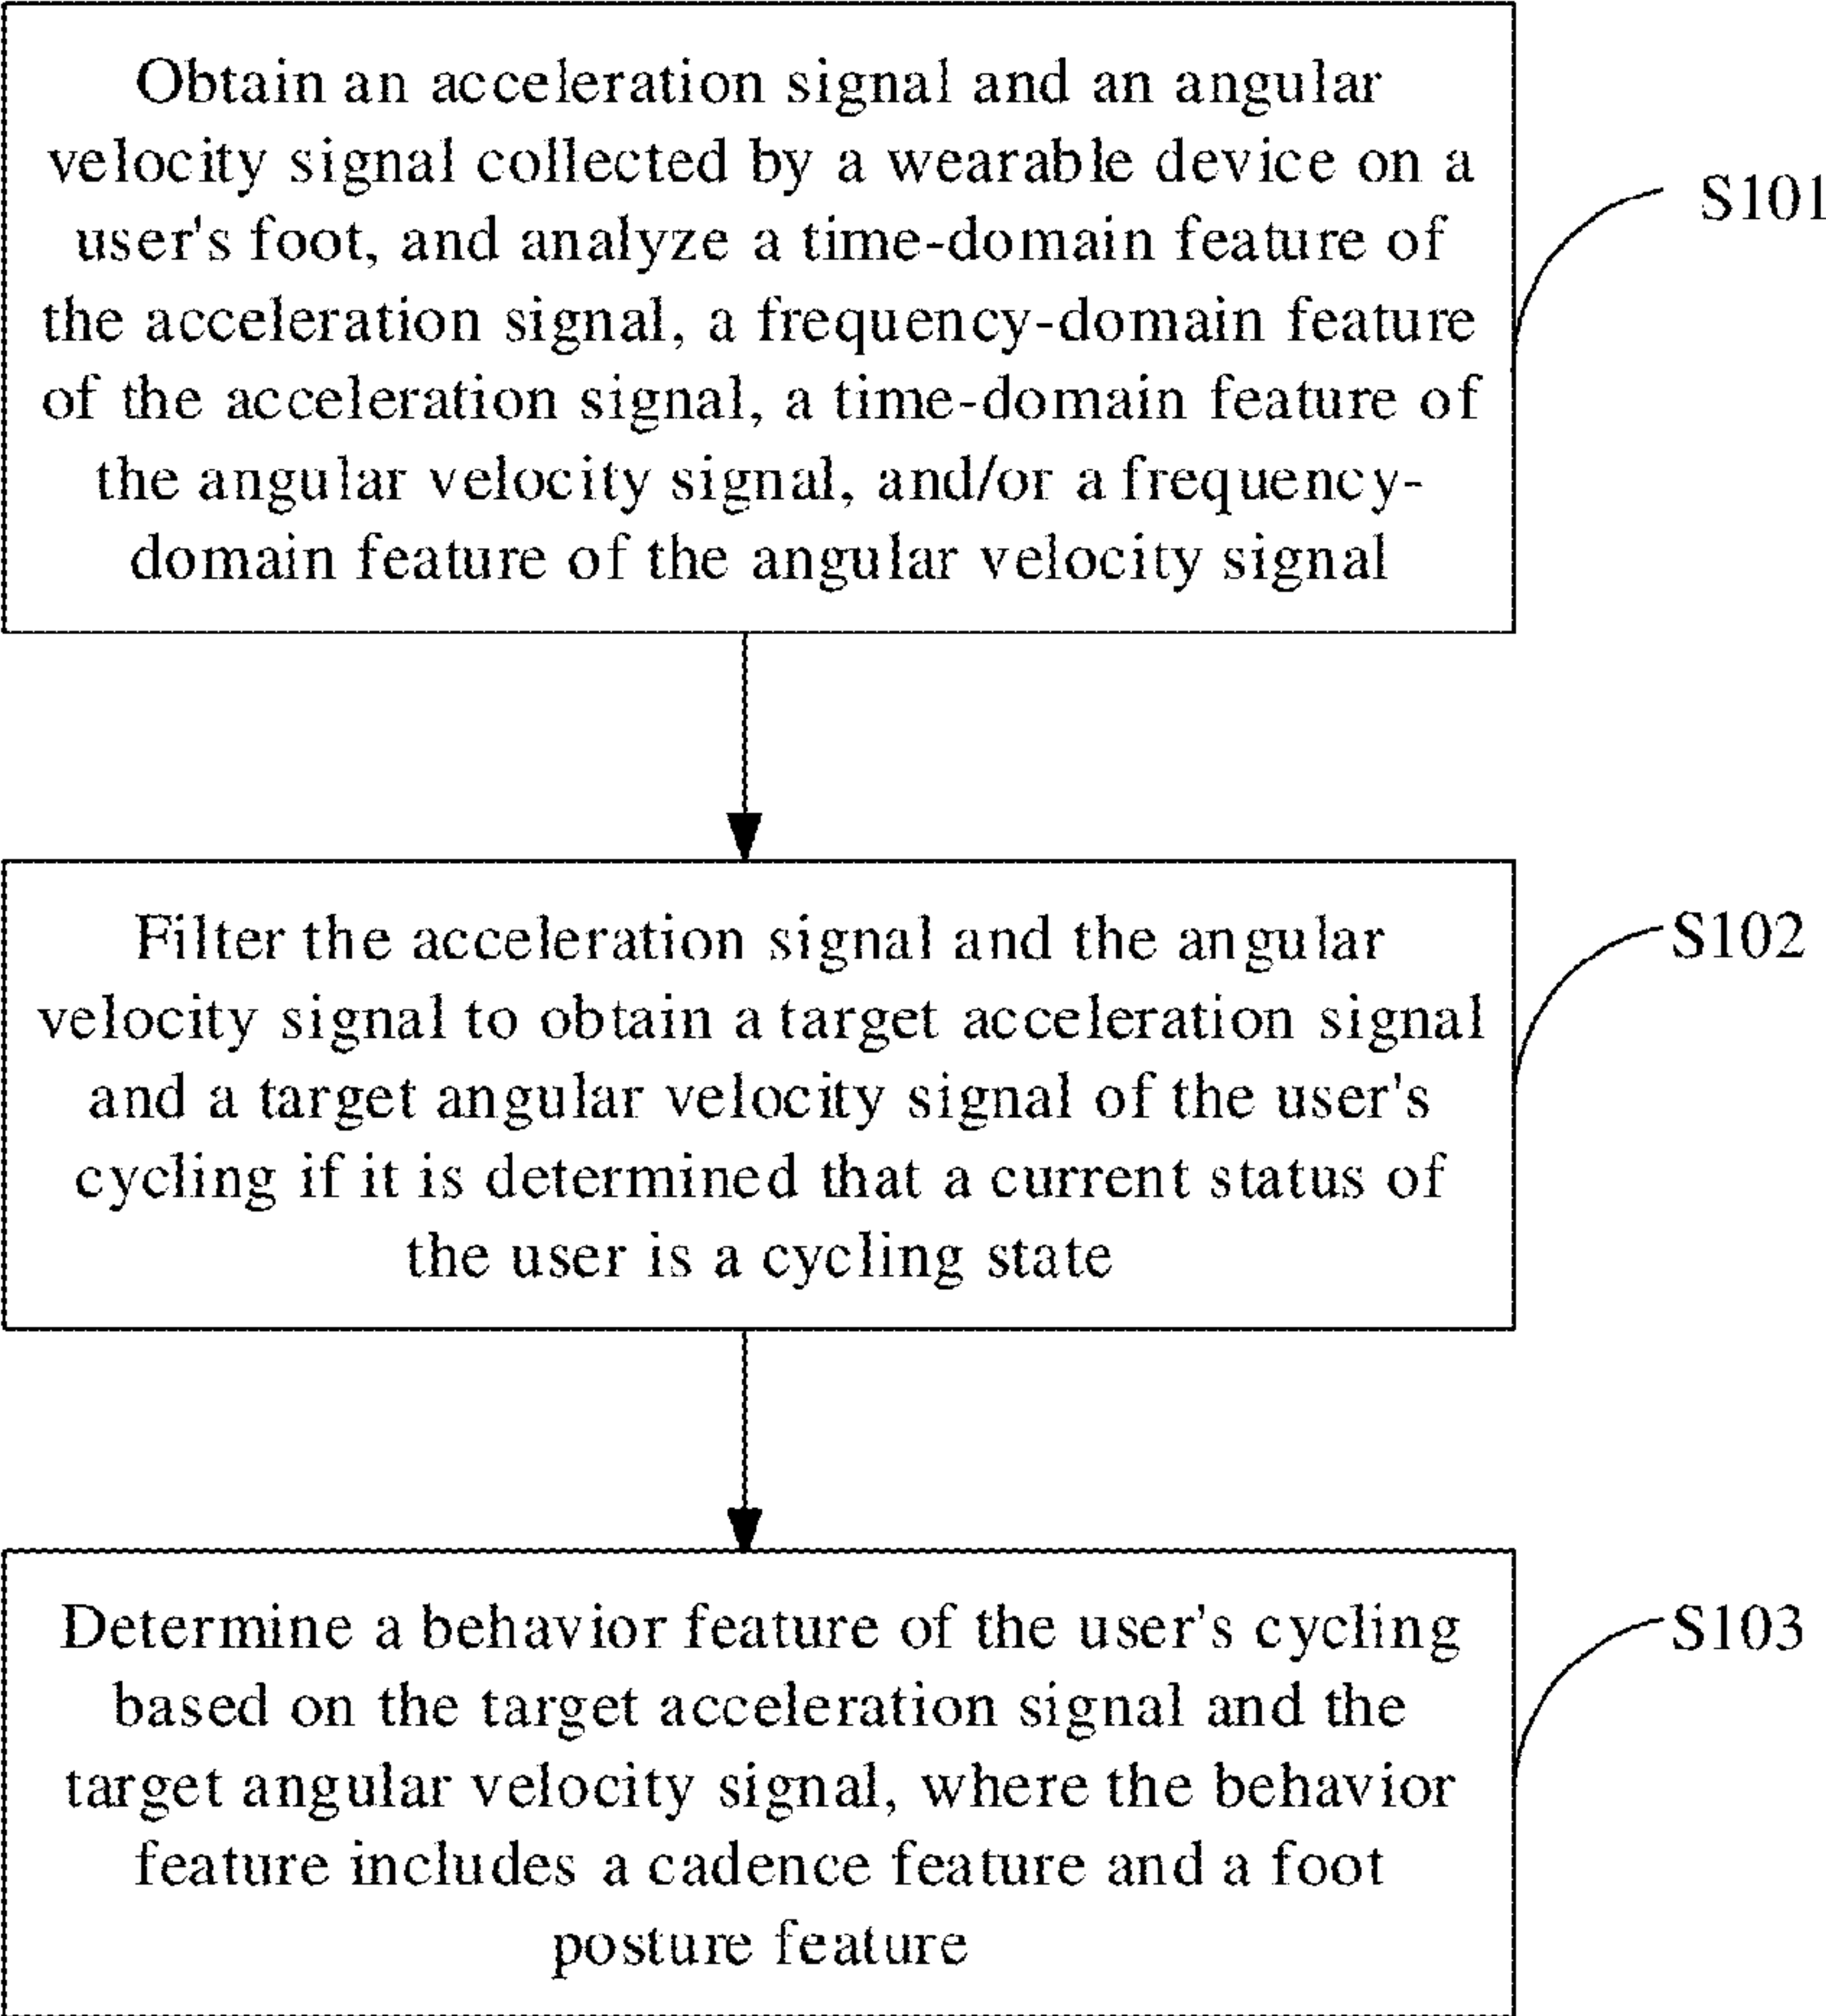 Obtain an acceleration signal and an angular
velocity signal collected by a wearable device on a
user's foot, and analyze a time-domain feature of
the acceleration signal, a frequency-domain feature
of the acceleration signal, a time-domain feature of
the angular velocity signal, and/or a frequency-
domain feature of the angular velocity signal
S101
Filter the acceleration signal and the angular
velocity signal to obtain a target acceleration signal
and a target angular velocity signal of the user's
cycling if it is determined that a current status of
the user is a cycling state
S102
Determine a behavior feature of the user's cycling
based on the target acceleration signal and the
target angular velocity signal, where the behavior
feature includes a cadence feature and a foot
posture feature
S103